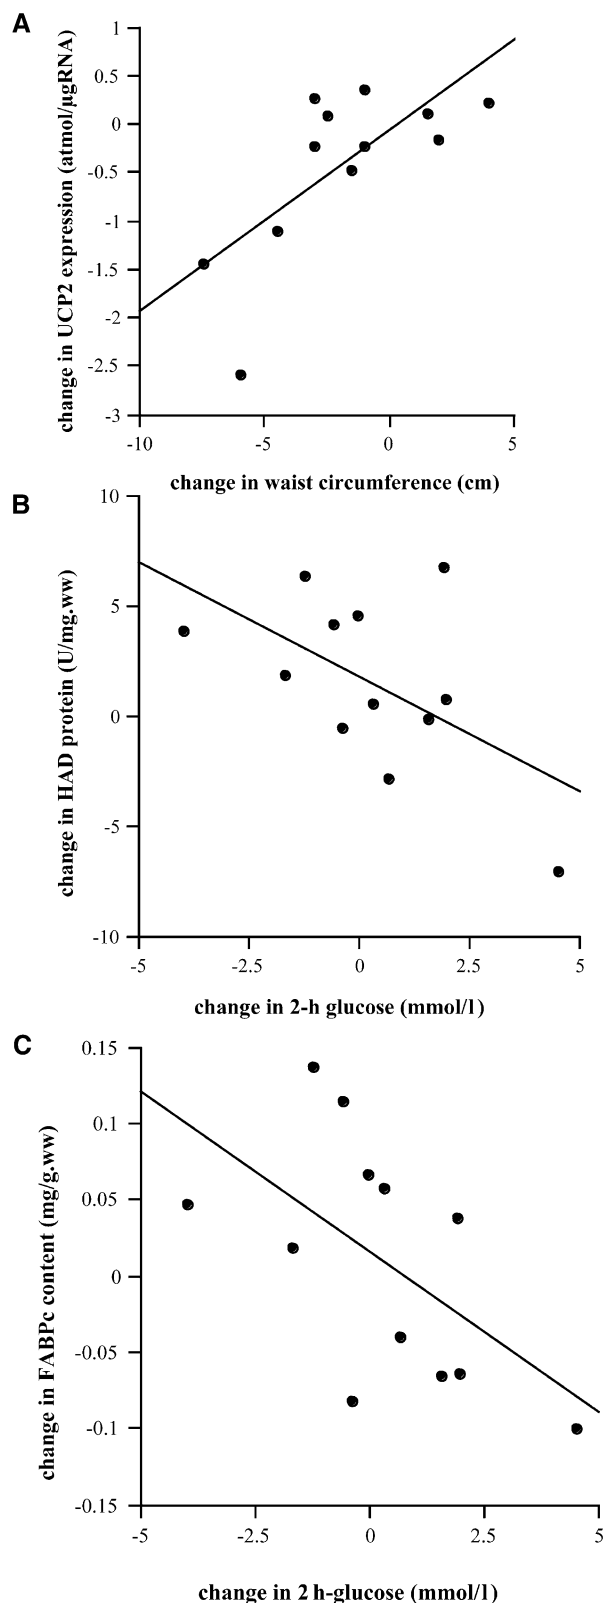 A
change in UCP2 expression (atmol/µgRNA)
1
0.5
0
-0.5
-1
-1.5
-2
-2.5
-3
-10 -5 0 5
change in waist circumference (cm)
B
change in HAD protein (U/mg.ww)
10
5
0
-5
-10
-5 -2.5 0 2.5 5
change in 2-h glucose (mmol/l)
C
change in FABPc content (mg/g.ww)
0.15
0.1
0.05
0
-0.05
-0.1
-0.15
-5 -2.5 0 2.5 5
change in 2 h-glucose (mmol/l)